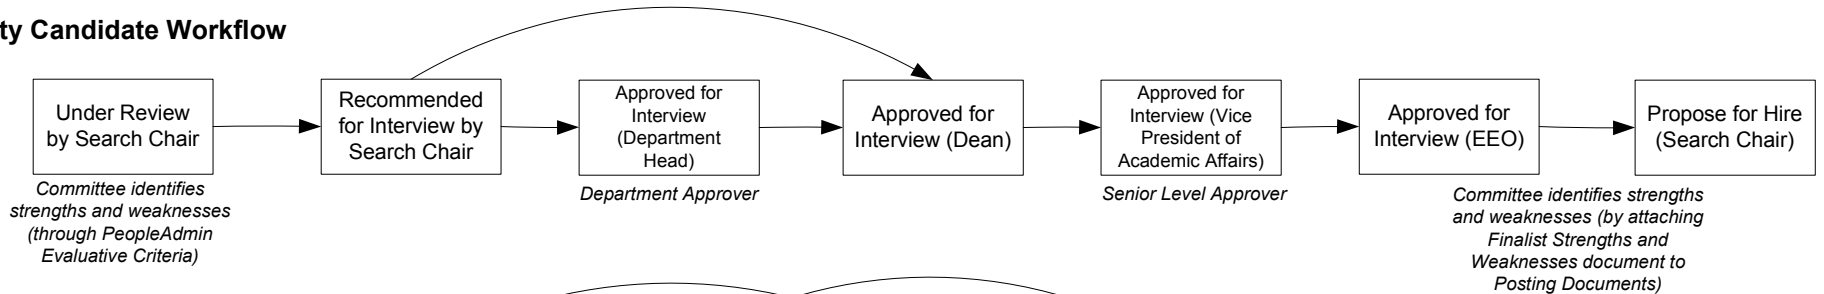 ty Candidate Workflow
Under Review
by Search Chair
Recommended
for Interview by
Search Chair
Approved for
Interview
(Department
Head)
Approved for
Interview (Dean)
Approved for
Interview (Vice
President of
Academic Affairs)
Approved for
Interview (EEO)
Propose for Hire
(Search Chair)
Committee identifies
strengths and weaknesses
(through PeopleAdmin
Evaluative Criteria)
Department Approver
Senior Level Approver
Committee identifies strengths
and weaknesses (by attaching
Finalist Strengths and
Weaknesses document to
Posting Documents)